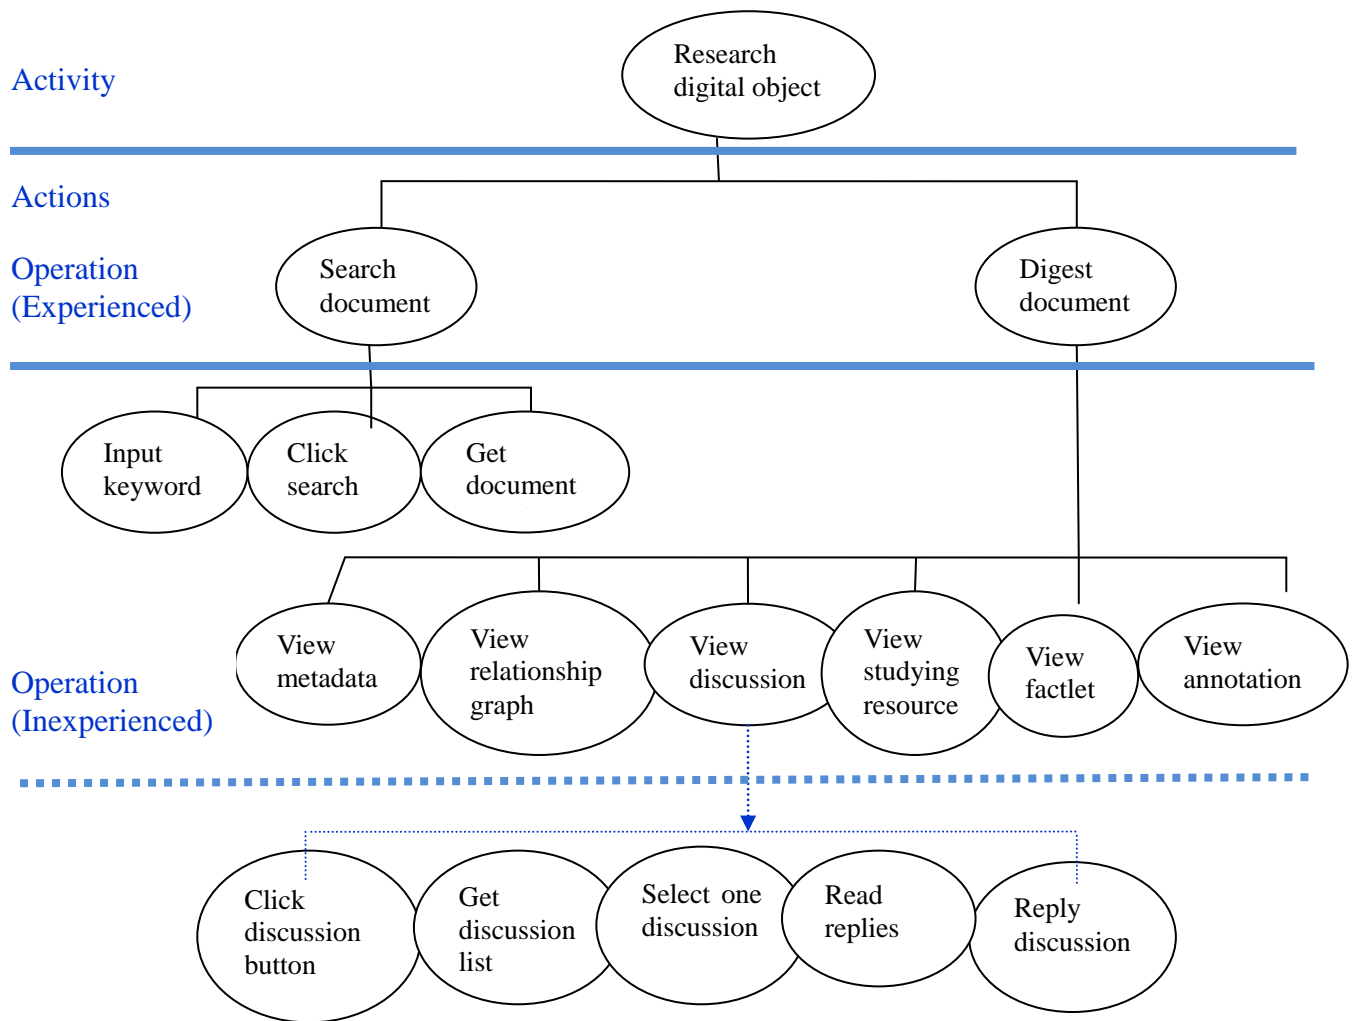 Research
digital object
Activity
Actions
Operation
(Experienced)
Search
document
Digest
document
Input
keyword
Click
search
Get
document
View
metadata
View
relationship
graph
View
discussion
View
studying
resource
View
factlet
View
annotation
Operation
(Inexperienced)
Click
discussion
button
Get
discussion
list
Select one
discussion
Read
replies
Reply
discussion